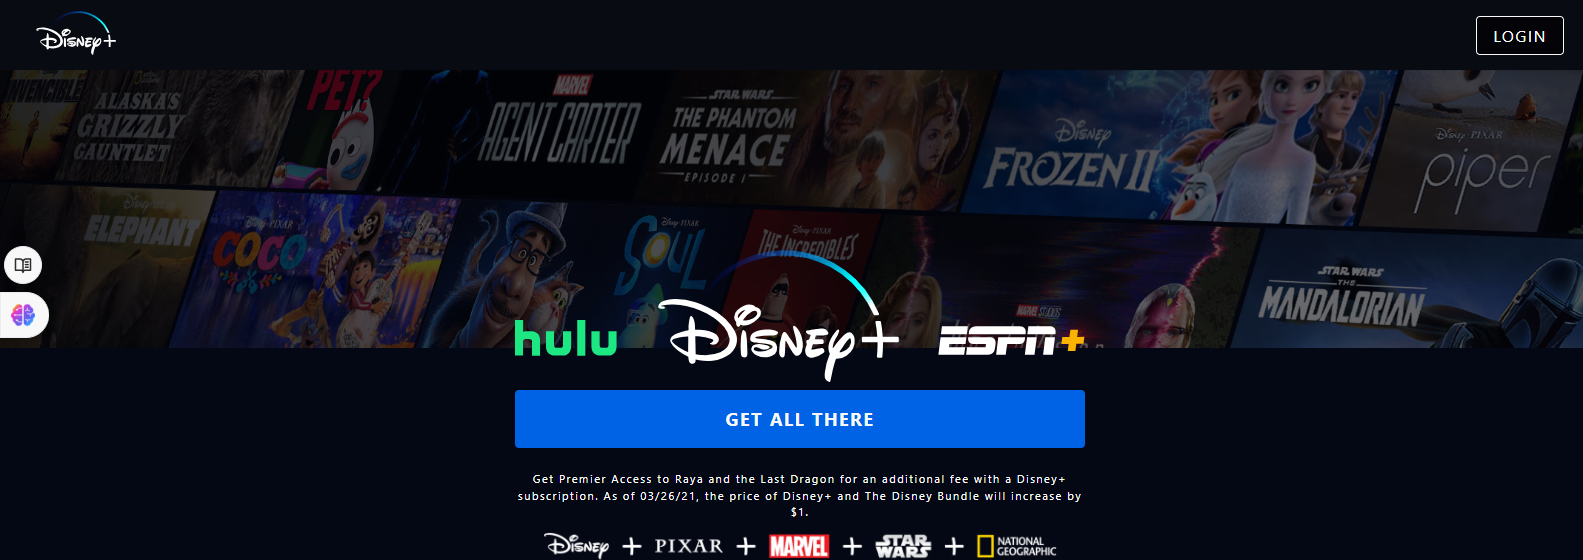 Disney+
LOGIN
INVINCIBLE
ALASKA'S
GRIZZLY
GAUNTLET
PET?
MARVEL
AGENT CARTER
STAR WARS
THE PHANTOM
MENACE
EPISODE I
Disney
FROZEN II
Disney PIXAR
piper
Disney
ELEPHANT
Disney PIXAR
COCO
Disney PIXAR
SOUL
Disney PIXAR
THE INCREDIBLES
MARVEL STUDIOS
STAR WARS
THE
MANDALORIAN
hulu
Disney+
ESPN+
GET ALL THERE
Get Premier Access to Raya and the Last Dragon for an additional fee with a Disney+
subscription. As of 03/26/21, the price of Disney+ and The Disney Bundle will increase by
$1.
Disney + PIXAR + MARVEL + STAR WARS + NATIONAL GEOGRAPHIC